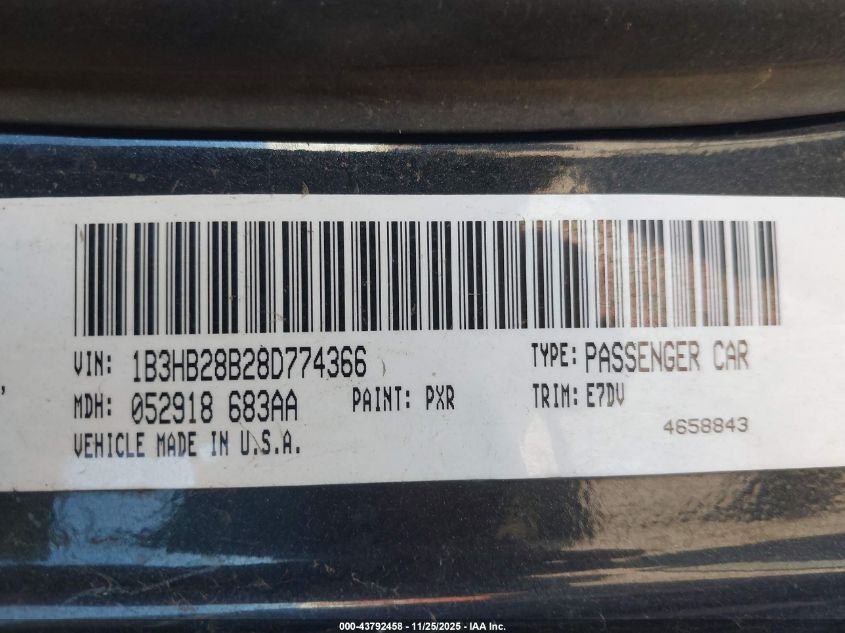 VIN: 1B3HB28B28D774366 TYPE: PASSENGER CAR
MDH: 052918 683AA PAINT: PXR TRIM: E7DV
4658843
VEHICLE MADE IN U.S.A.
000-43792458 - 11/25/2025 - IAA Inc.